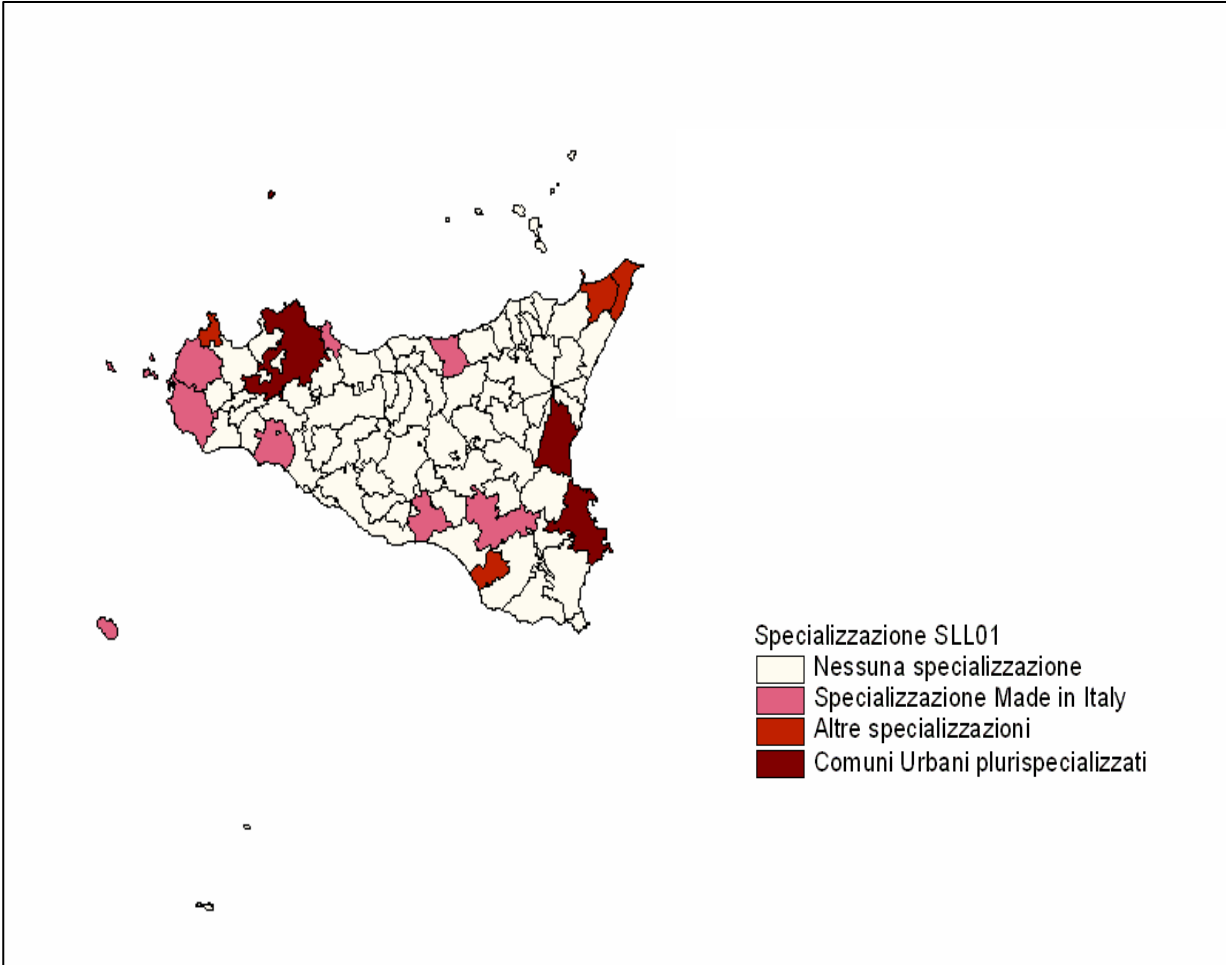 Specializzazione SLL01
Nessuna specializzazione
Specializzazione Made in Italy
Altre specializzazioni
Comuni Urbani plurispecializzati